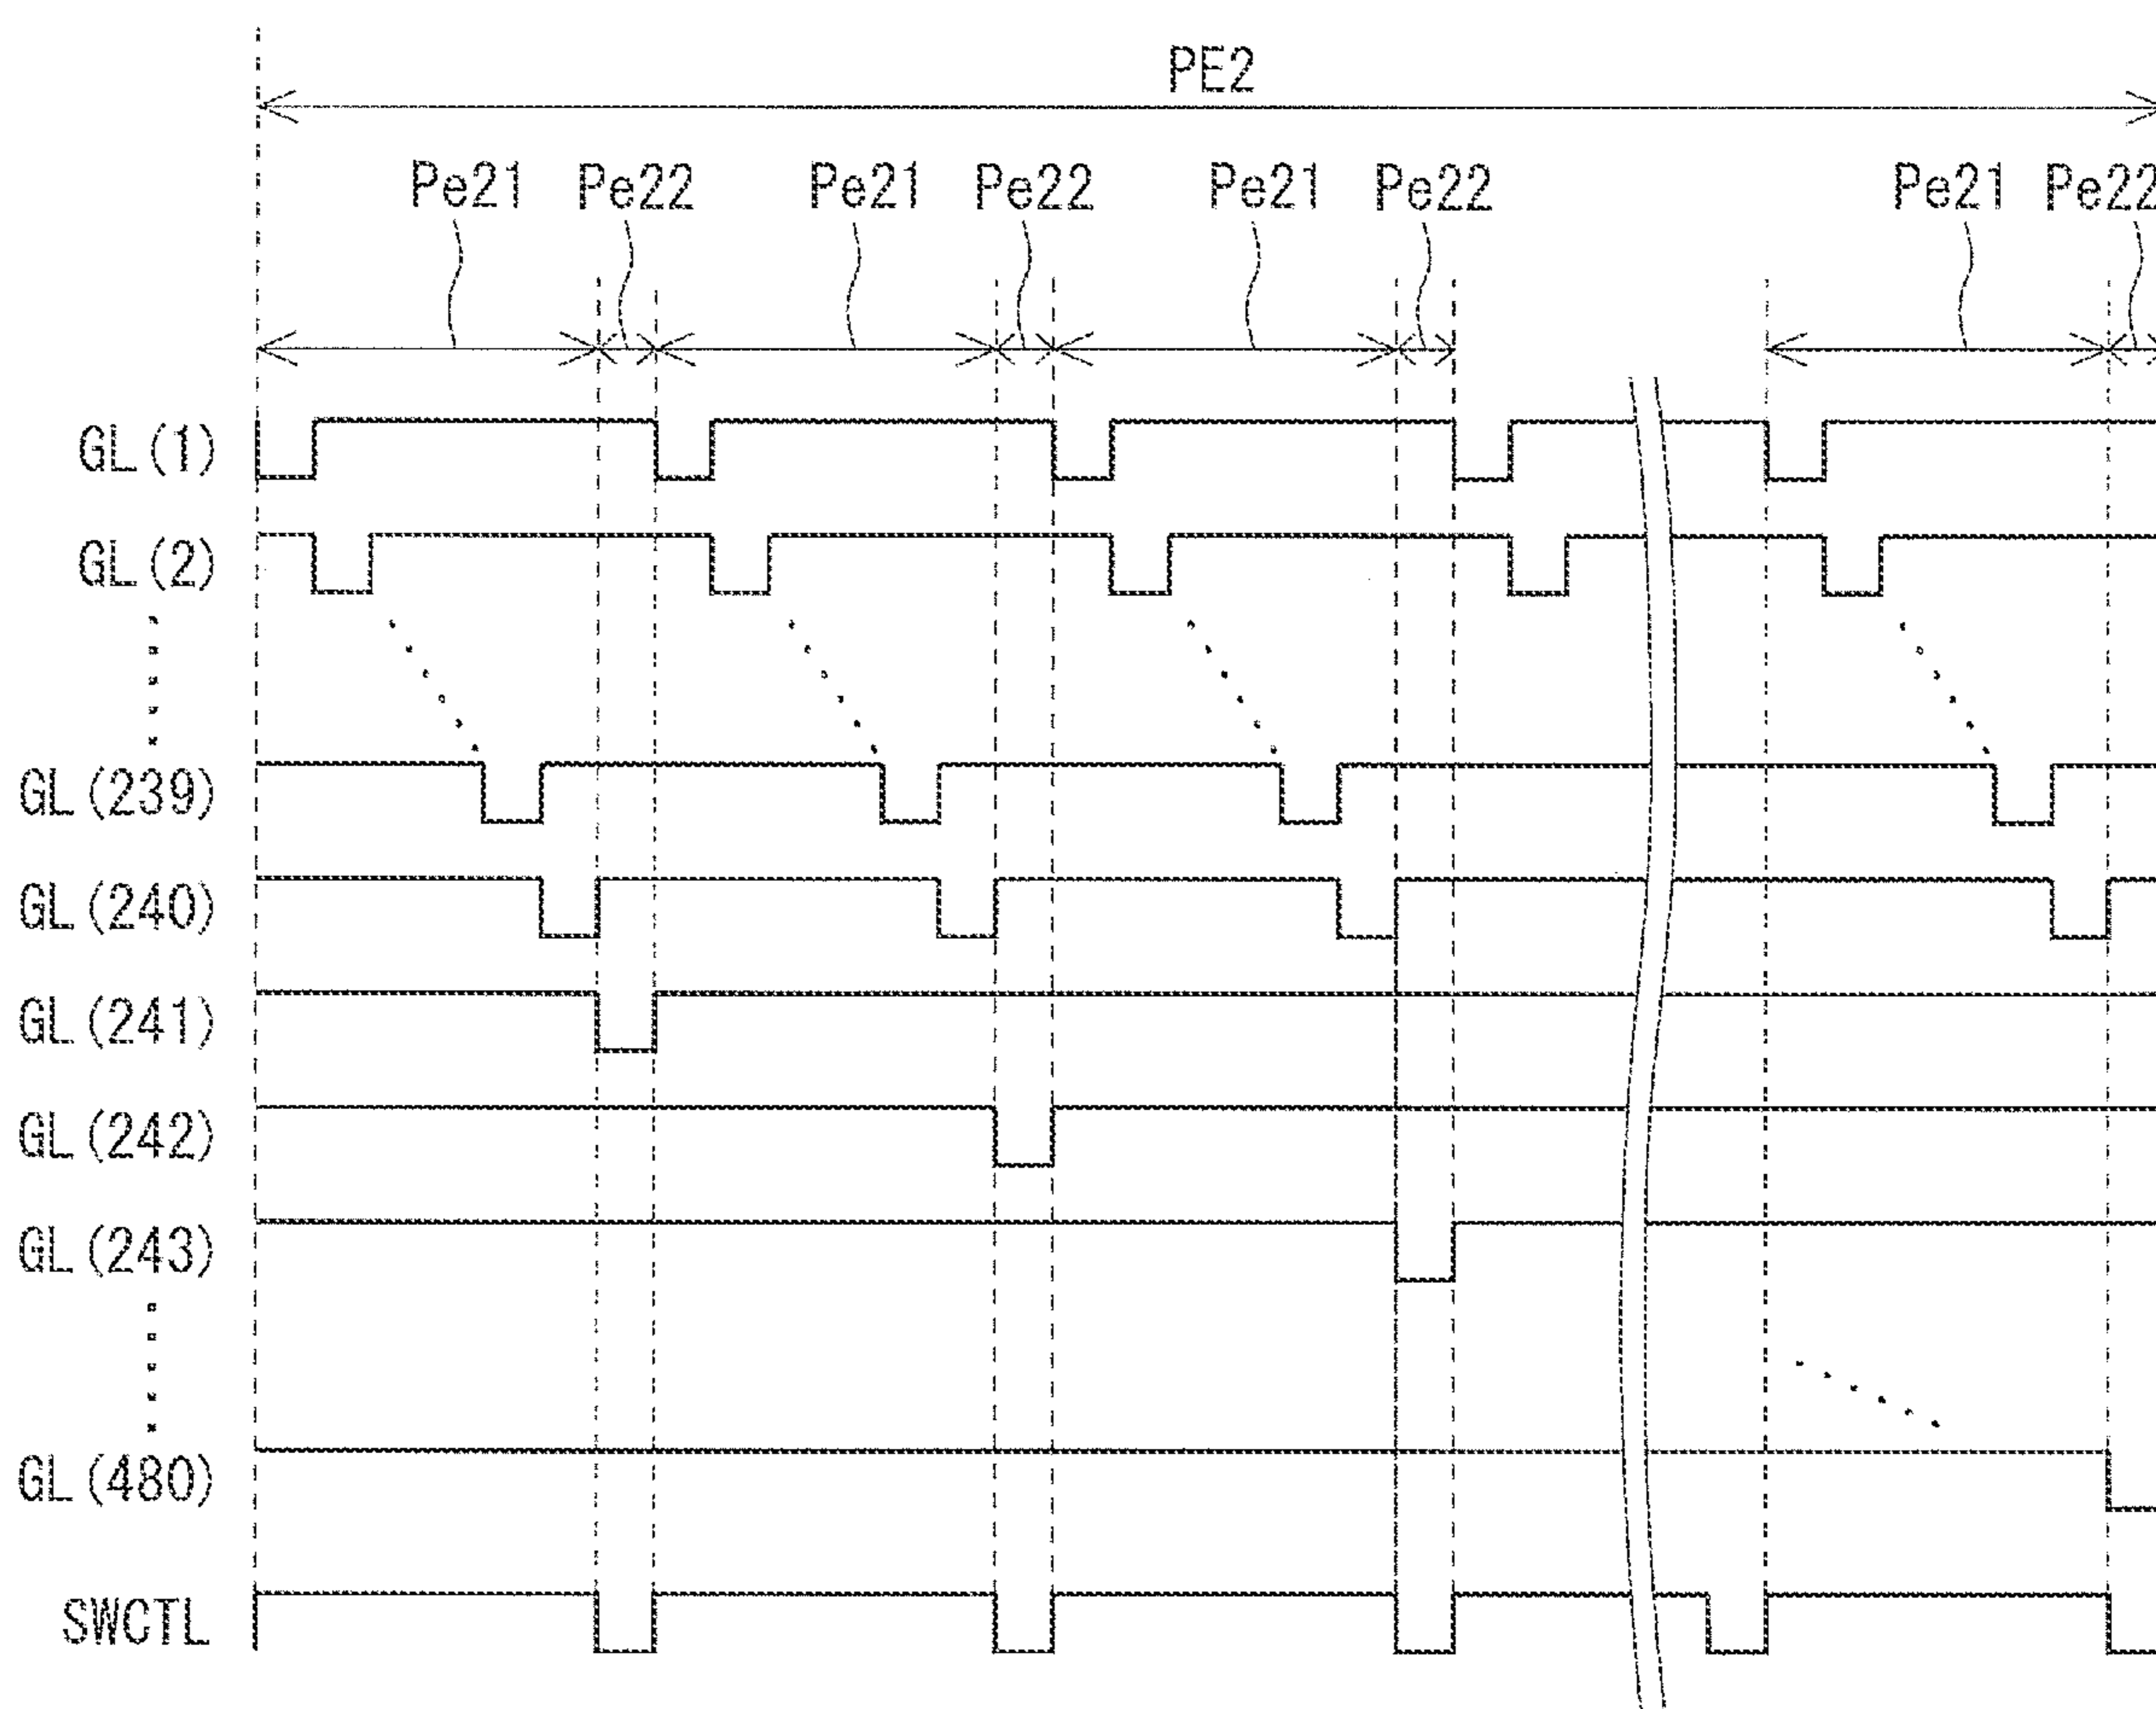 PE2
Pe21 Pe22 Pe21 Pe22 Pe21 Pe22 Pe21 Pe22
GL(1)
GL(2)
GL(239)
GL(240)
GL(241)
GL(242)
GL(243)
GL(480)
SWCTL